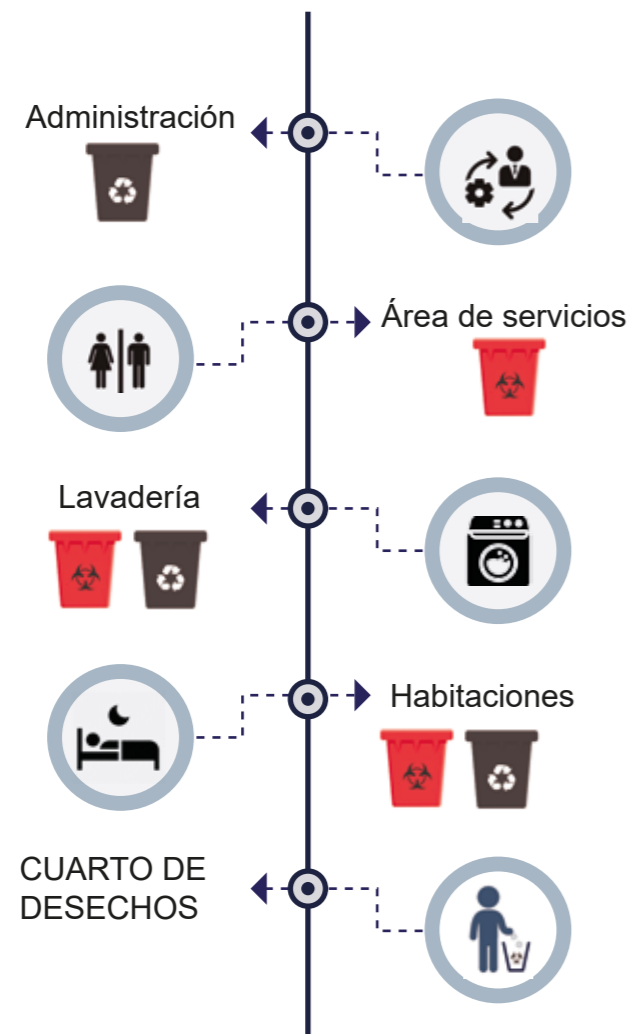 Administración
Área de servicios
Lavadería
Habitaciones
CUARTO DE
DESECHOS